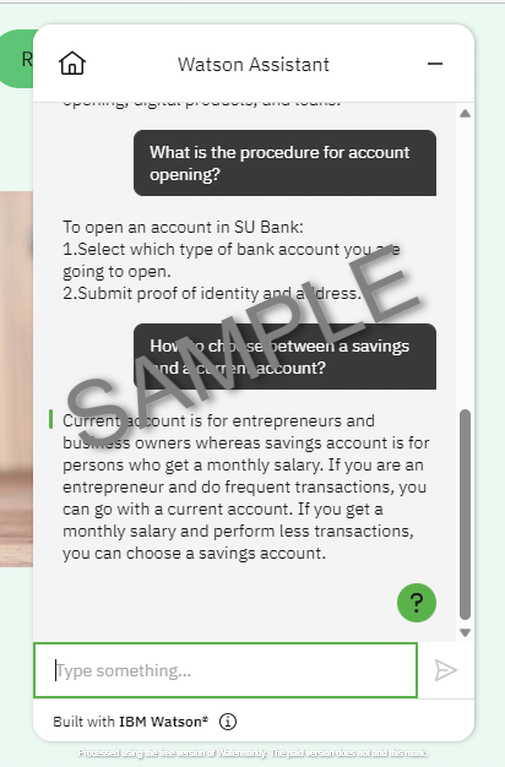 R
Watson Assistant
opening, digital products, and loans.
What is the procedure for account
opening?
To open an account in SU Bank:
1.Select which type of bank account you are
going to open.
2.Submit proof of identity and address.
How to choose between a savings
and a current account?
Current account is for entrepreneurs and
business owners whereas savings account is for
persons who get a monthly salary. If you are an
entrepreneur and do frequent transactions, you
can go with a current account. If you get a
monthly salary and perform less transactions,
you can choose a savings account.
SAMPLE
?
Type something...
Built with IBM Watson®
Processed using the free version of Watermarkly. The paid version does not add this mark.